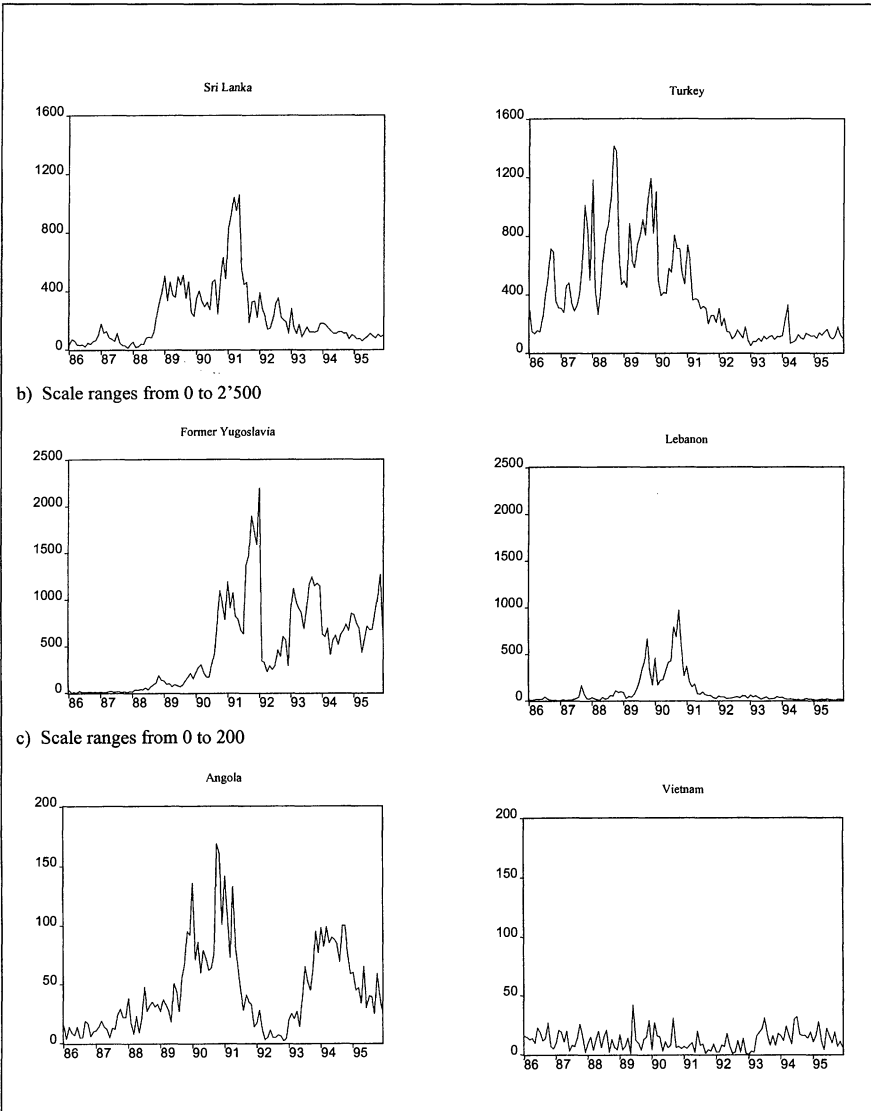 Sri Lanka
1600
1200
800
400
0
86 87 88 89 90 91 92 93 94 95
Turkey
1600
1200
800
400
0
86 87 88 89 90 91 92 93 94 95
b) Scale ranges from 0 to 2'500
Former Yugoslavia
2500
2000
1500
1000
500
0
86 87 88 89 90 91 92 93 94 95
Lebanon
2500
2000
1500
1000
500
0
86 87 88 89 90 91 92 93 94 95
c) Scale ranges from 0 to 200
Angola
200
150
100
50
0
86 87 88 89 90 91 92 93 94 95
Vietnam
200
150
100
50
0
86 87 88 89 90 91 92 93 94 95